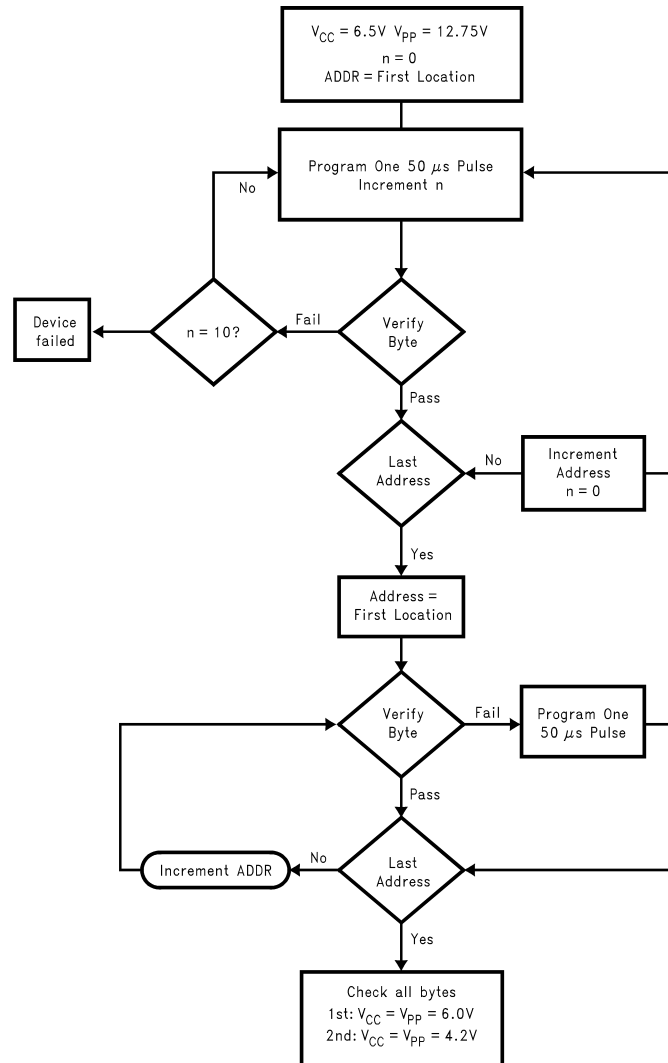 V_CC = 6.5V V_PP = 12.75V
n = 0
ADDR = First Location
Program One 50 μs Pulse
Increment n
No
Device
failed
n = 10?
Fail
Verify
Byte
Pass
Last
Address
No
Increment
Address
n = 0
Yes
Address =
First Location
Verify
Byte
Fail
Program One
50 μs Pulse
Pass
Increment ADDR
No
Last
Address
Yes
Check all bytes
1st: V_CC = V_PP = 6.0V
2nd: V_CC = V_PP = 4.2V